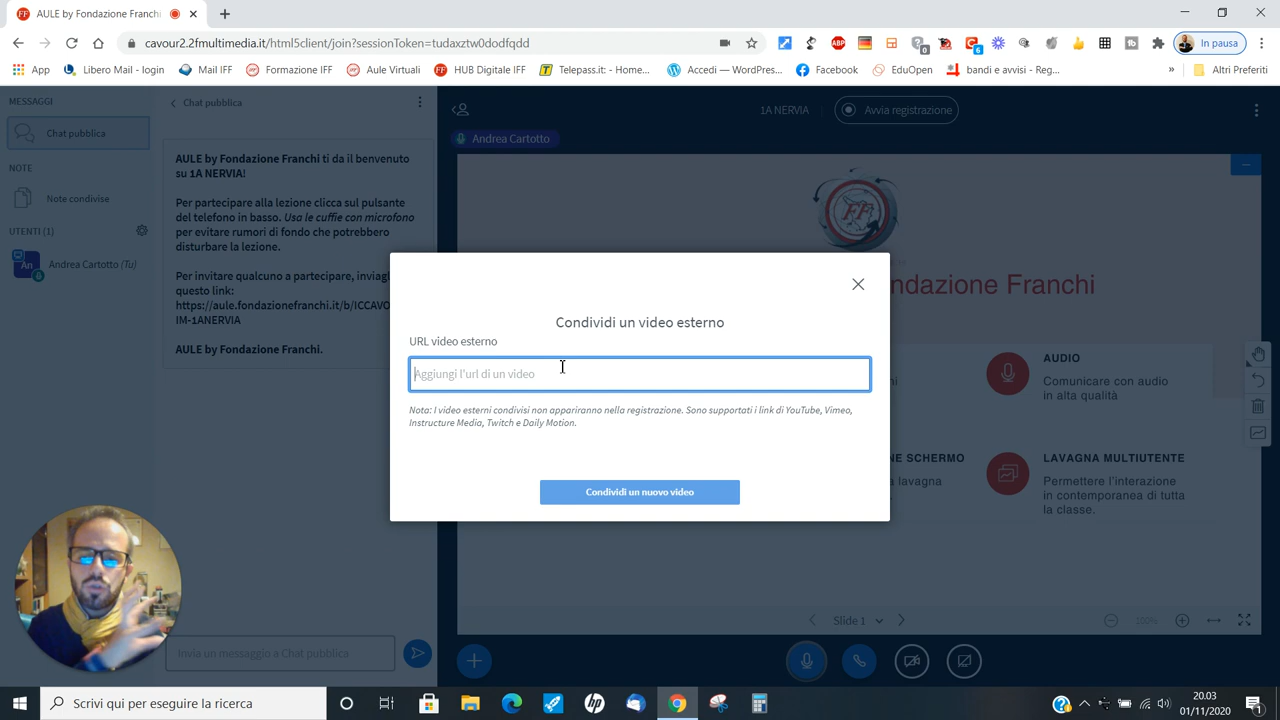 AULE by Fondazione Franchi
cavour2.2fmultimedia.it/html5client/join?sessionToken=tudaxztwldodfqdd
In pausa
App
Libero Mail - login
Mail IFF
Formazione IFF
Aule Virtuali
HUB Digitale IFF
Telepass.it: - Home...
Accedi — WordPres...
Facebook
EduOpen
bandi e avvisi - Reg...
»
Altri Preferiti
MESSAGGI
Chat pubblica
NOTE
Note condivise
UTENTI (1)
Andrea Cartotto (Tu)
Chat pubblica
AULE by Fondazione Franchi ti da il benvenuto
su 1A NERVIA!
Per partecipare alla lezione clicca sul pulsante
del telefono in basso. Usa le cuffie con microfono
per evitare rumori di fondo che potrebbero
disturbare la lezione.
Per invitare qualcuno a partecipare, inviagl
questo link:
https://aule.fondazionefranchi.it/b/ICCAVO
IM-1ANERVIA
AULE by Fondazione Franchi.
Invia un messaggio a Chat pubblica
1A NERVIA
Avvia registrazione
Andrea Cartotto
FF
ndazione Franchi
AUDIO
Comunicare con audio
in alta qualità
NE SCHERMO
a lavagna
LAVAGNA MULTIUTENTE
Permettere l'interazione
in contemporanea di tutta
la classe.
Condividi un video esterno
URL video esterno
Aggiungi l'url di un video
Nota: I video esterni condivisi non appariranno nella registrazione. Sono supportati i link di YouTube, Vimeo,
Instructure Media, Twitch e Daily Motion.
Condividi un nuovo video
Slide 1
100%
Scrivi qui per eseguire la ricerca
20.03
01/11/2020